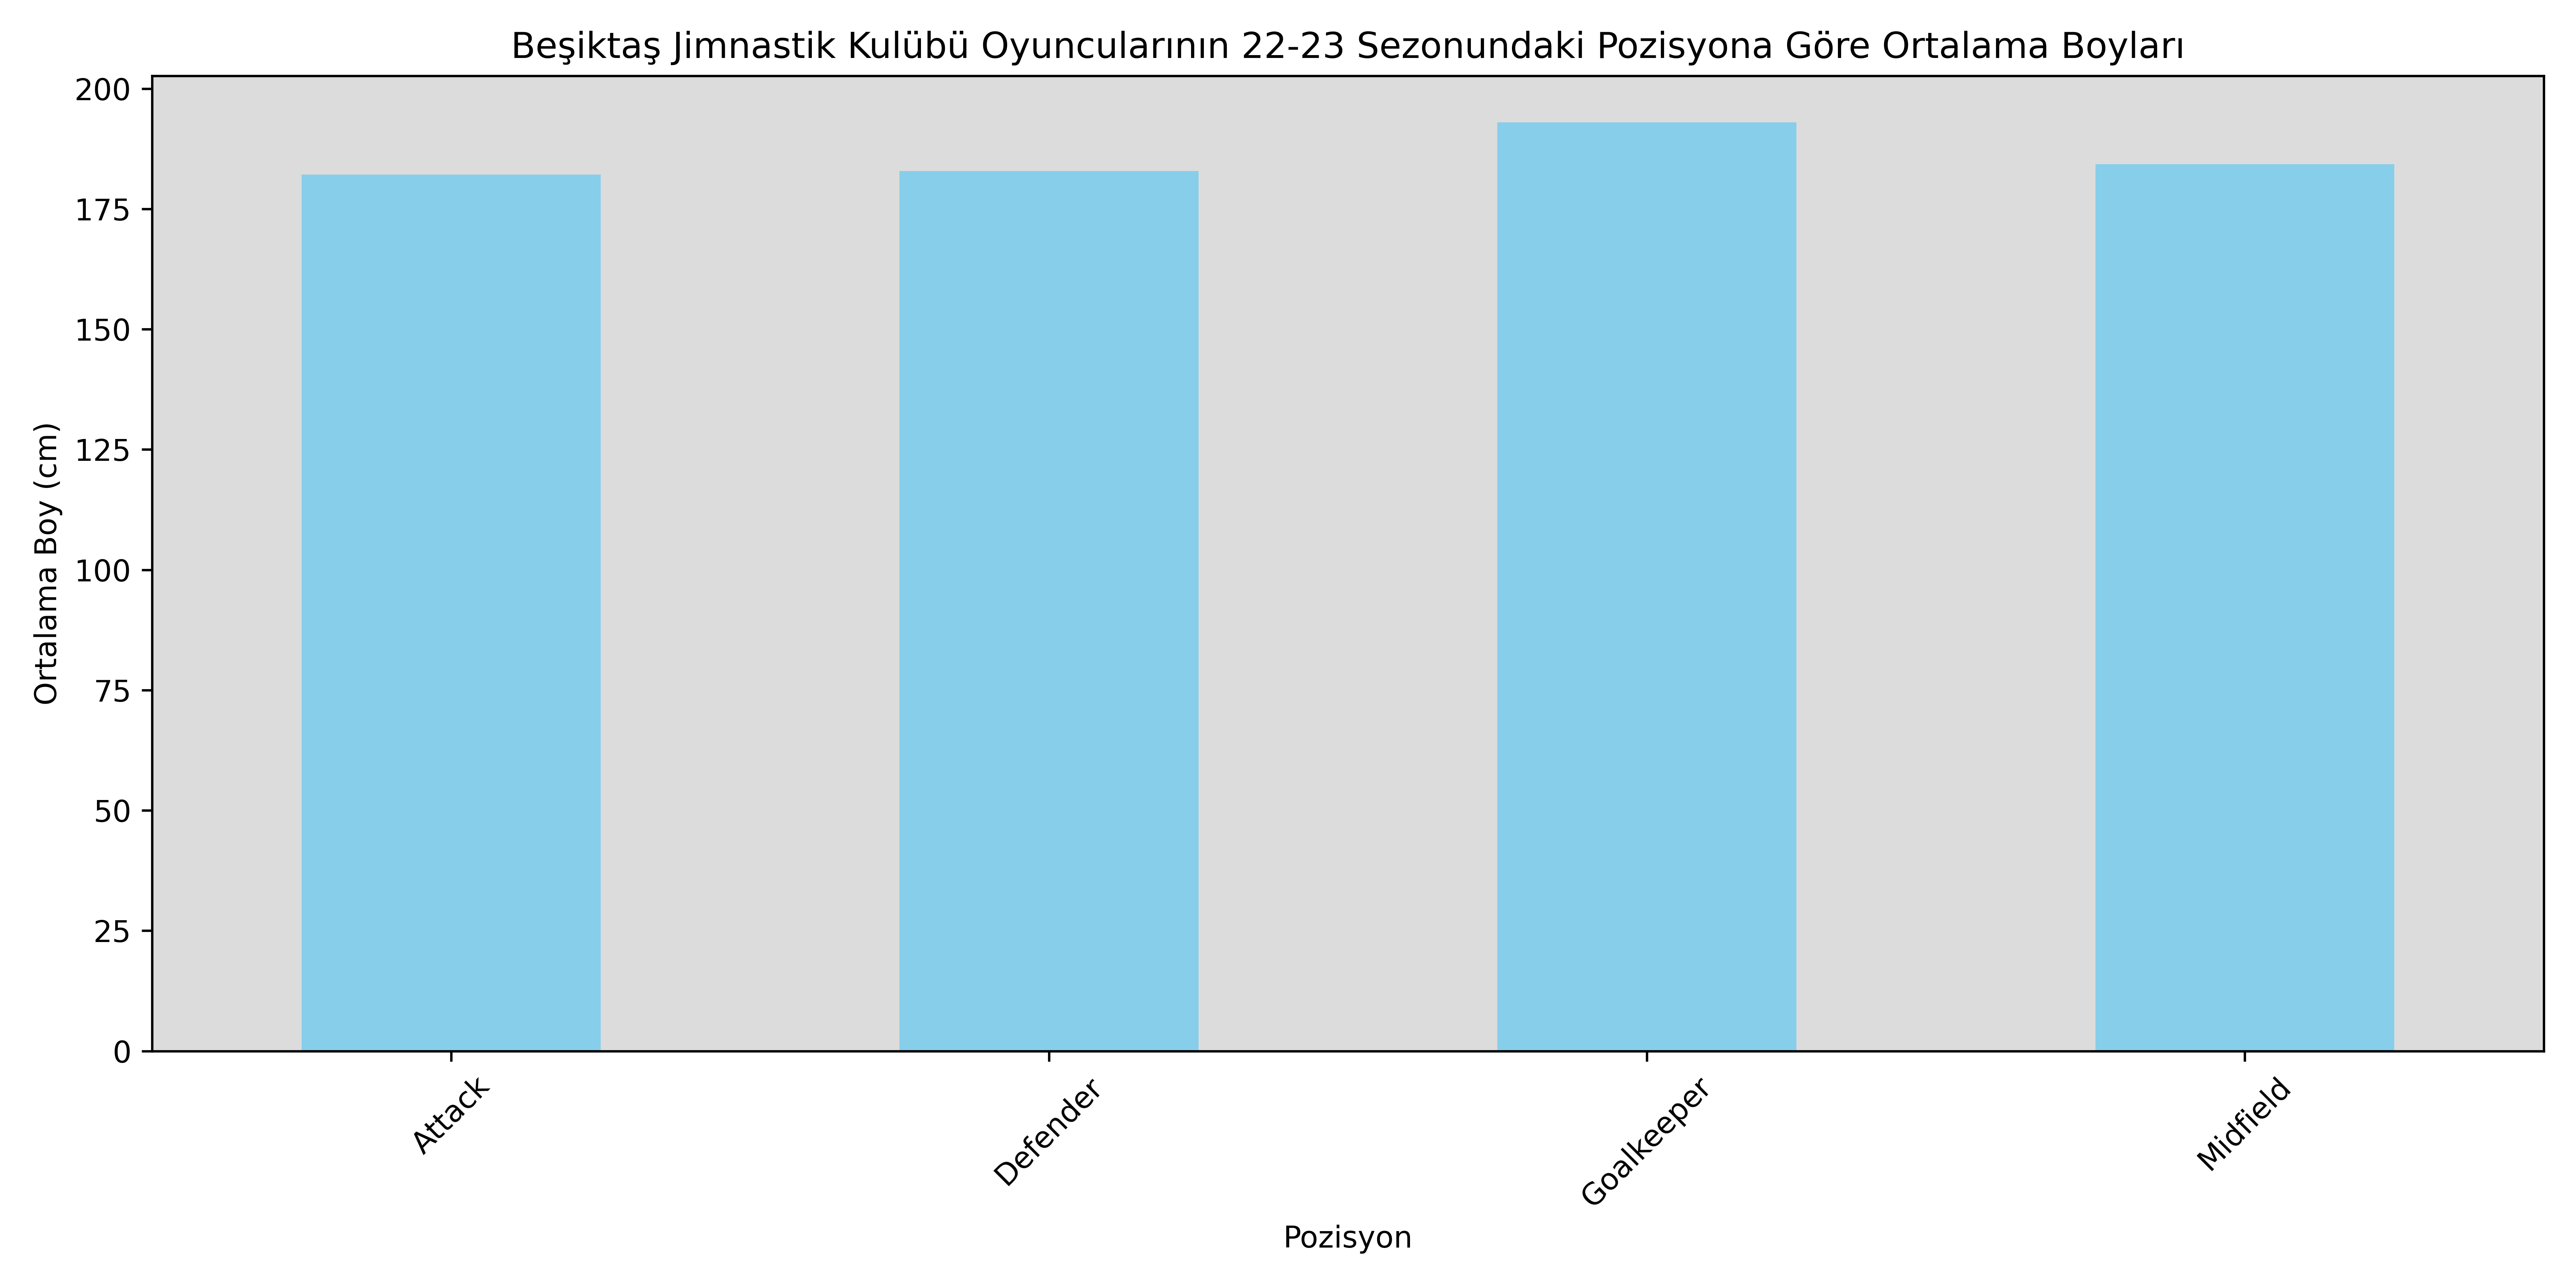 Beşiktaş Jimnastik Kulübü Oyuncularının 22-23 Sezonundaki Pozisyona Göre Ortalama Boyları
Ortalama Boy (cm)
200
175
150
125
100
75
50
25
0
Attack
Defender
Goalkeeper
Midfield
Pozisyon